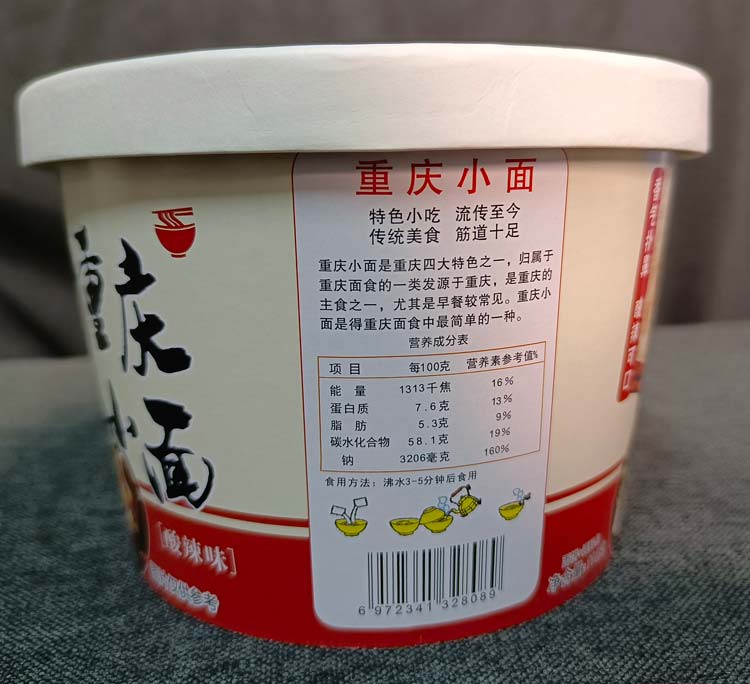 重庆
小面
[酸辣味]
重庆小面
特色小吃 流传至今
传统美食 筋道十足
重庆小面是重庆四大特色之一，归属于
重庆面食的一类发源于重庆，是重庆的
主食之一，尤其是早餐较常见。重庆小
面是得重庆面食中最简单的一种。
营养成分表
项目 每100克 营养素参考值%
能量 1313千焦 16%
蛋白质 7.6克 13%
脂肪 5.3克 9%
碳水化合物 58.1克 19%
钠 3206毫克 160%
食用方法：沸水3-5分钟后食用
6 972341 328089